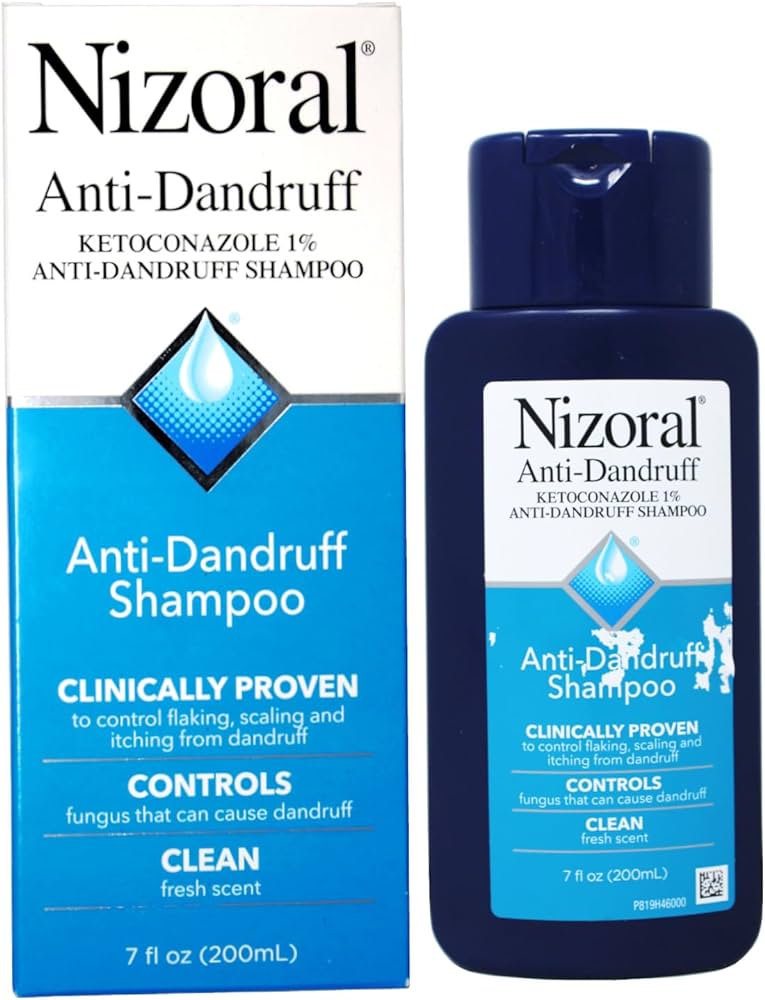 Nizoral®
Anti-Dandruff
KETOCONAZOLE 1%
ANTI-DANDRUFF SHAMPOO
®
Anti-Dandruff
Shampoo
CLINICALLY PROVEN
to control flaking, scaling and
itching from dandruff
CONTROLS
fungus that can cause dandruff
CLEAN
fresh scent
7 fl oz (200mL)
Nizoral®
Anti-Dandruff
KETOCONAZOLE 1%
ANTI-DANDRUFF SHAMPOO
®
Anti-Dandruff
Shampoo
CLINICALLY PROVEN
to control flaking, scaling and
itching from dandruff
CONTROLS
fungus that can cause dandruff
CLEAN
fresh scent
7 fl oz (200mL)
P819H46000